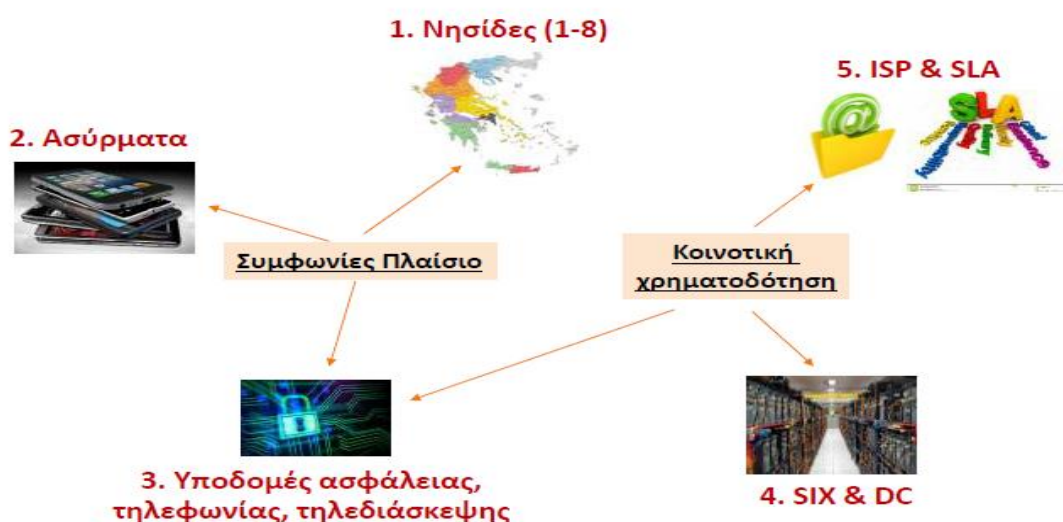 1. Νησίδες (1-8)
5. ISP & SLA
SLA
2. Ασύρματα
Συμφωνίες Πλαίσιο
Κοινοτική
χρηματοδότηση
3. Υποδομές ασφάλειας,
τηλεφωνίας, τηλεδιάσκεψης
4. SIX & DC